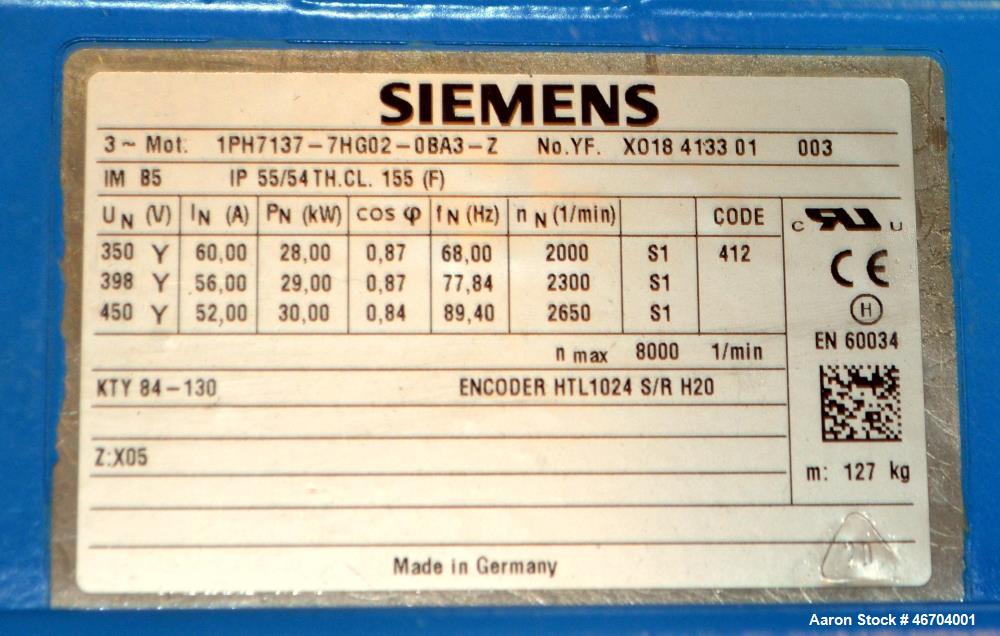 SIEMENS
3 ~ Mot. 1PH7137-7HG02-0BA3-Z No.YF. X018 4133 01 003
IM B5 IP 55/54 TH.CL. 155 (F)
UN (V) IN (A) PN (kW) cos φ fN (Hz) nN (1/min) CODE
350 Y 60,00 28,00 0,87 68,00 2000 S1 412
398 Y 56,00 29,00 0,87 77,84 2300 S1
450 Y 52,00 30,00 0,84 89,40 2650 S1
c RU us
CE
H
EN 60034
n max 8000 1/min
KTY 84-130 ENCODER HTL1024 S/R H20
Z:X05
m: 127 kg
20
Made in Germany
Aaron Stock # 46704001